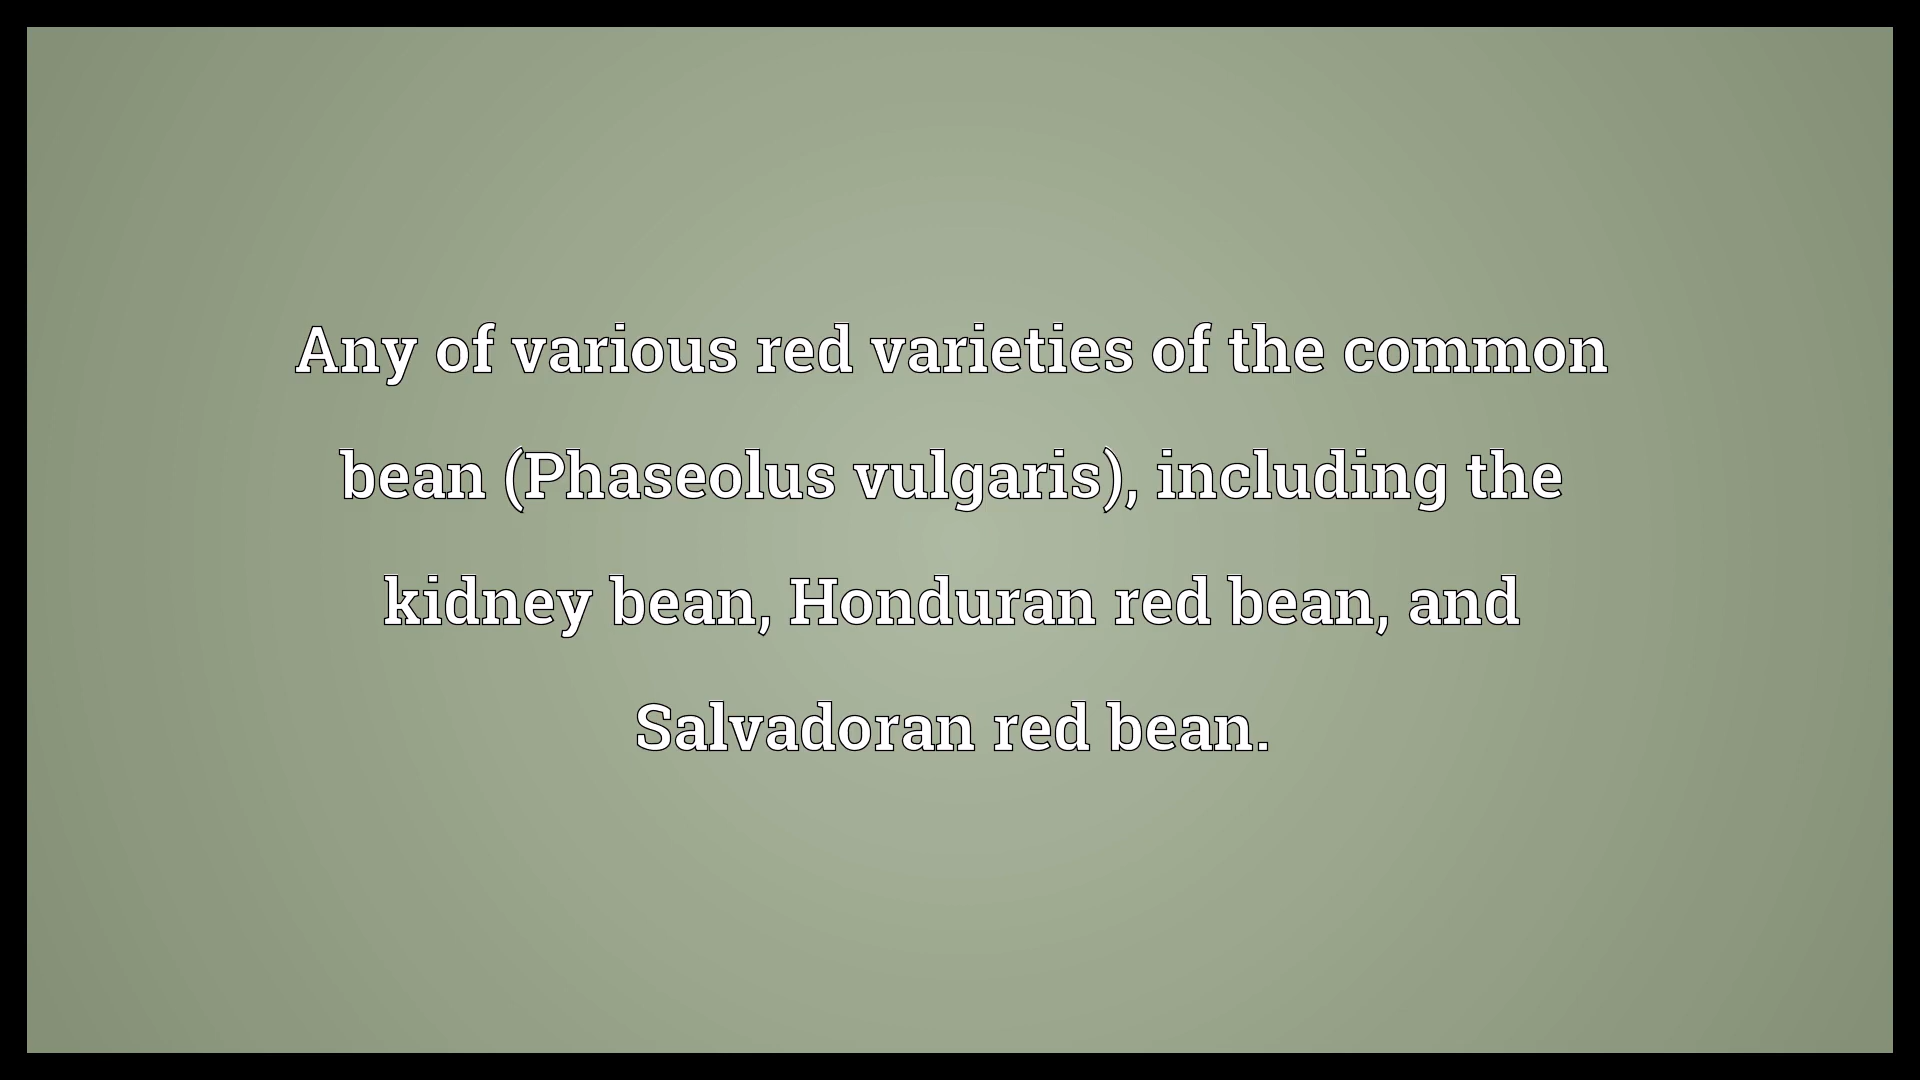 Any of various red varieties of the common
bean (Phaseolus vulgaris), including the
kidney bean, Honduran red bean, and
Salvadoran red bean.